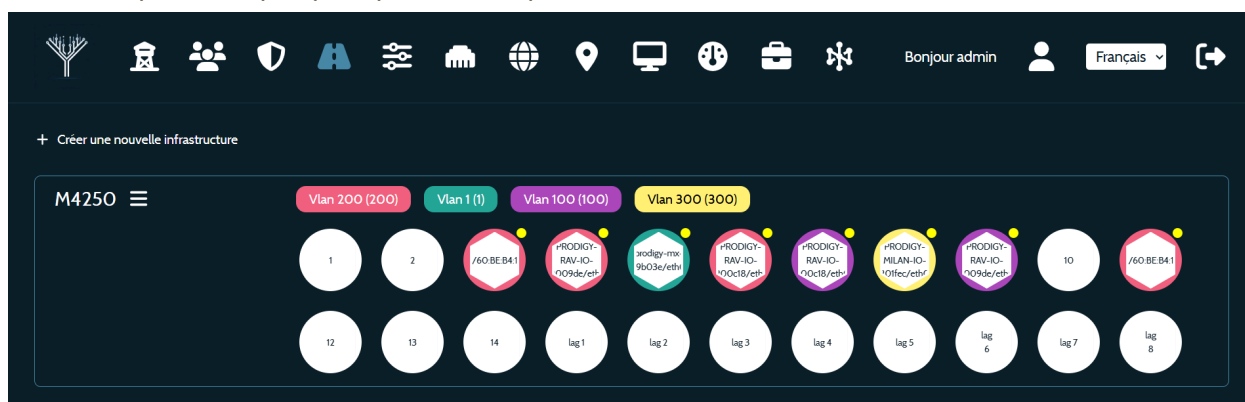 Bonjour admin
Français
+ Créer une nouvelle infrastructure
M4250
Vlan 200 (200)
Vlan 1 (1)
Vlan 100 (100)
Vlan 300 (300)
1
2
/60:BE:B4:1
PRODIGY-
RAV-IO-
009de/eth
prodigy-mx-
9b03e/eth
PRODIGY-
RAV-IO-
00c18/eth
PRODIGY-
RAV-IO-
00c18/eth
PRODIGY-
MILAN-IO-
01fec/eth
PRODIGY-
RAV-IO-
009de/eth
10
/60:BE:B4:1
12
13
14
lag 1
lag 2
lag 3
lag 4
lag 5
lag
6
lag 7
lag
8